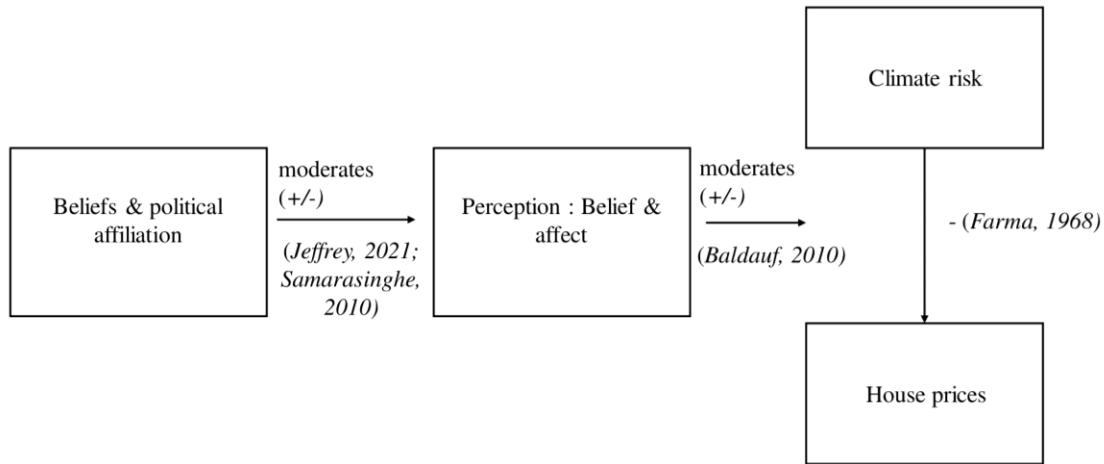 Climate risk
Beliefs & political
affiliation
moderates
(+/-)
(Jeffrey, 2021;
Samarasinghe,
2010)
Perception : Belief &
affect
moderates
(+/-)
(Baldauf, 2010)
- (Farma, 1968)
House prices